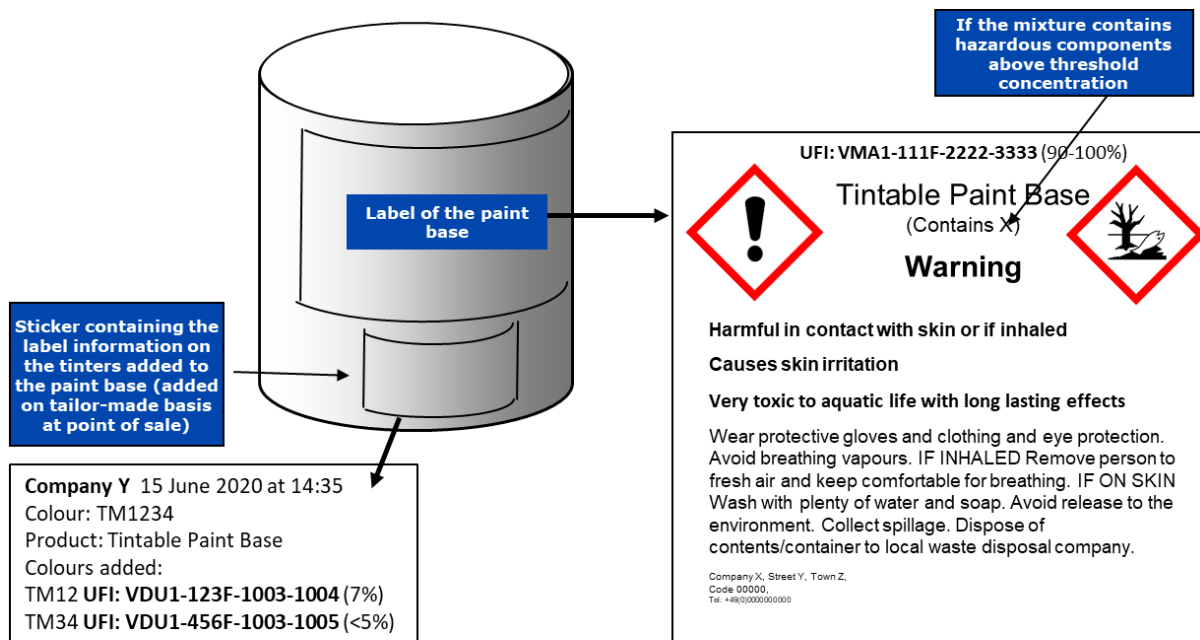 If the mixture contains
hazardous components
above threshold
concentration
Label of the paint
base
UFI: VMA1-111F-2222-3333 (90-100%)
Tintable Paint Base
(Contains X)
Warning
Harmful in contact with skin or if inhaled
Causes skin irritation
Very toxic to aquatic life with long lasting effects
Wear protective gloves and clothing and eye protection.
Avoid breathing vapours. IF INHALED Remove person to
fresh air and keep comfortable for breathing. IF ON SKIN
Wash with plenty of water and soap. Avoid release to the
environment. Collect spillage. Dispose of
contents/container to local waste disposal company.
Company X, Street Y, Town Z,
Code 00000,
Tel: +49(0)0000000000
Sticker containing the
label information on
the tinters added to
the paint base (added
on tailor-made basis
at point of sale)
Company Y 15 June 2020 at 14:35
Colour: TM1234
Product: Tintable Paint Base
Colours added:
TM12 UFI: VDU1-123F-1003-1004 (7%)
TM34 UFI: VDU1-456F-1003-1005 (<5%)